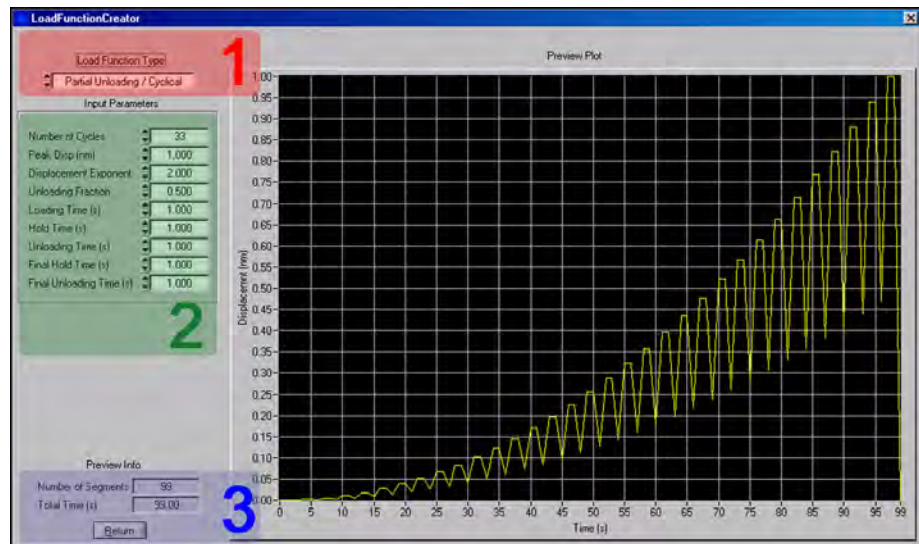 LoadFunctionCreator
1
Load Function Type
Partial Unloading / Cyclical
Input Parameters
Number of Cycles 33
Peak Disp (nm) 1.000
Displacement Exponent 2.000
Unloading Fraction 0.500
Loading Time (s) 1.000
Hold Time (s) 1.000
Unloading Time (s) 1.000
Final Hold Time (s) 1.000
Final Unloading Time (s) 1.000
2
Preview Info
Number of Segments 99
Total Time (s) 99.00
Return
3
Preview Plot
Displacemnt (nm)
1.00
0.95
0.90
0.85
0.80
0.75
0.70
0.65
0.60
0.55
0.50
0.45
0.40
0.35
0.30
0.25
0.20
0.15
0.10
0.05
0.00
0 5 10 15 20 25 30 35 40 45 50 55 60 65 70 75 80 85 90 95 99
Time (s)